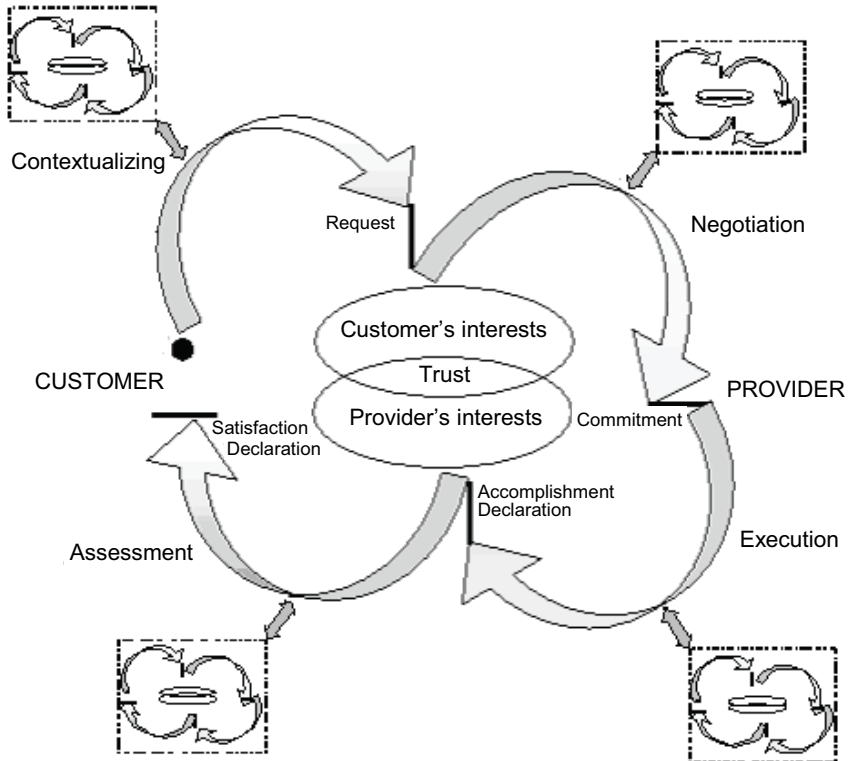 Contextualizing
Request
Negotiation
Customer's interests
Trust
Provider's interests
CUSTOMER
PROVIDER
Commitment
Satisfaction
Declaration
Accomplishment
Declaration
Assessment
Execution